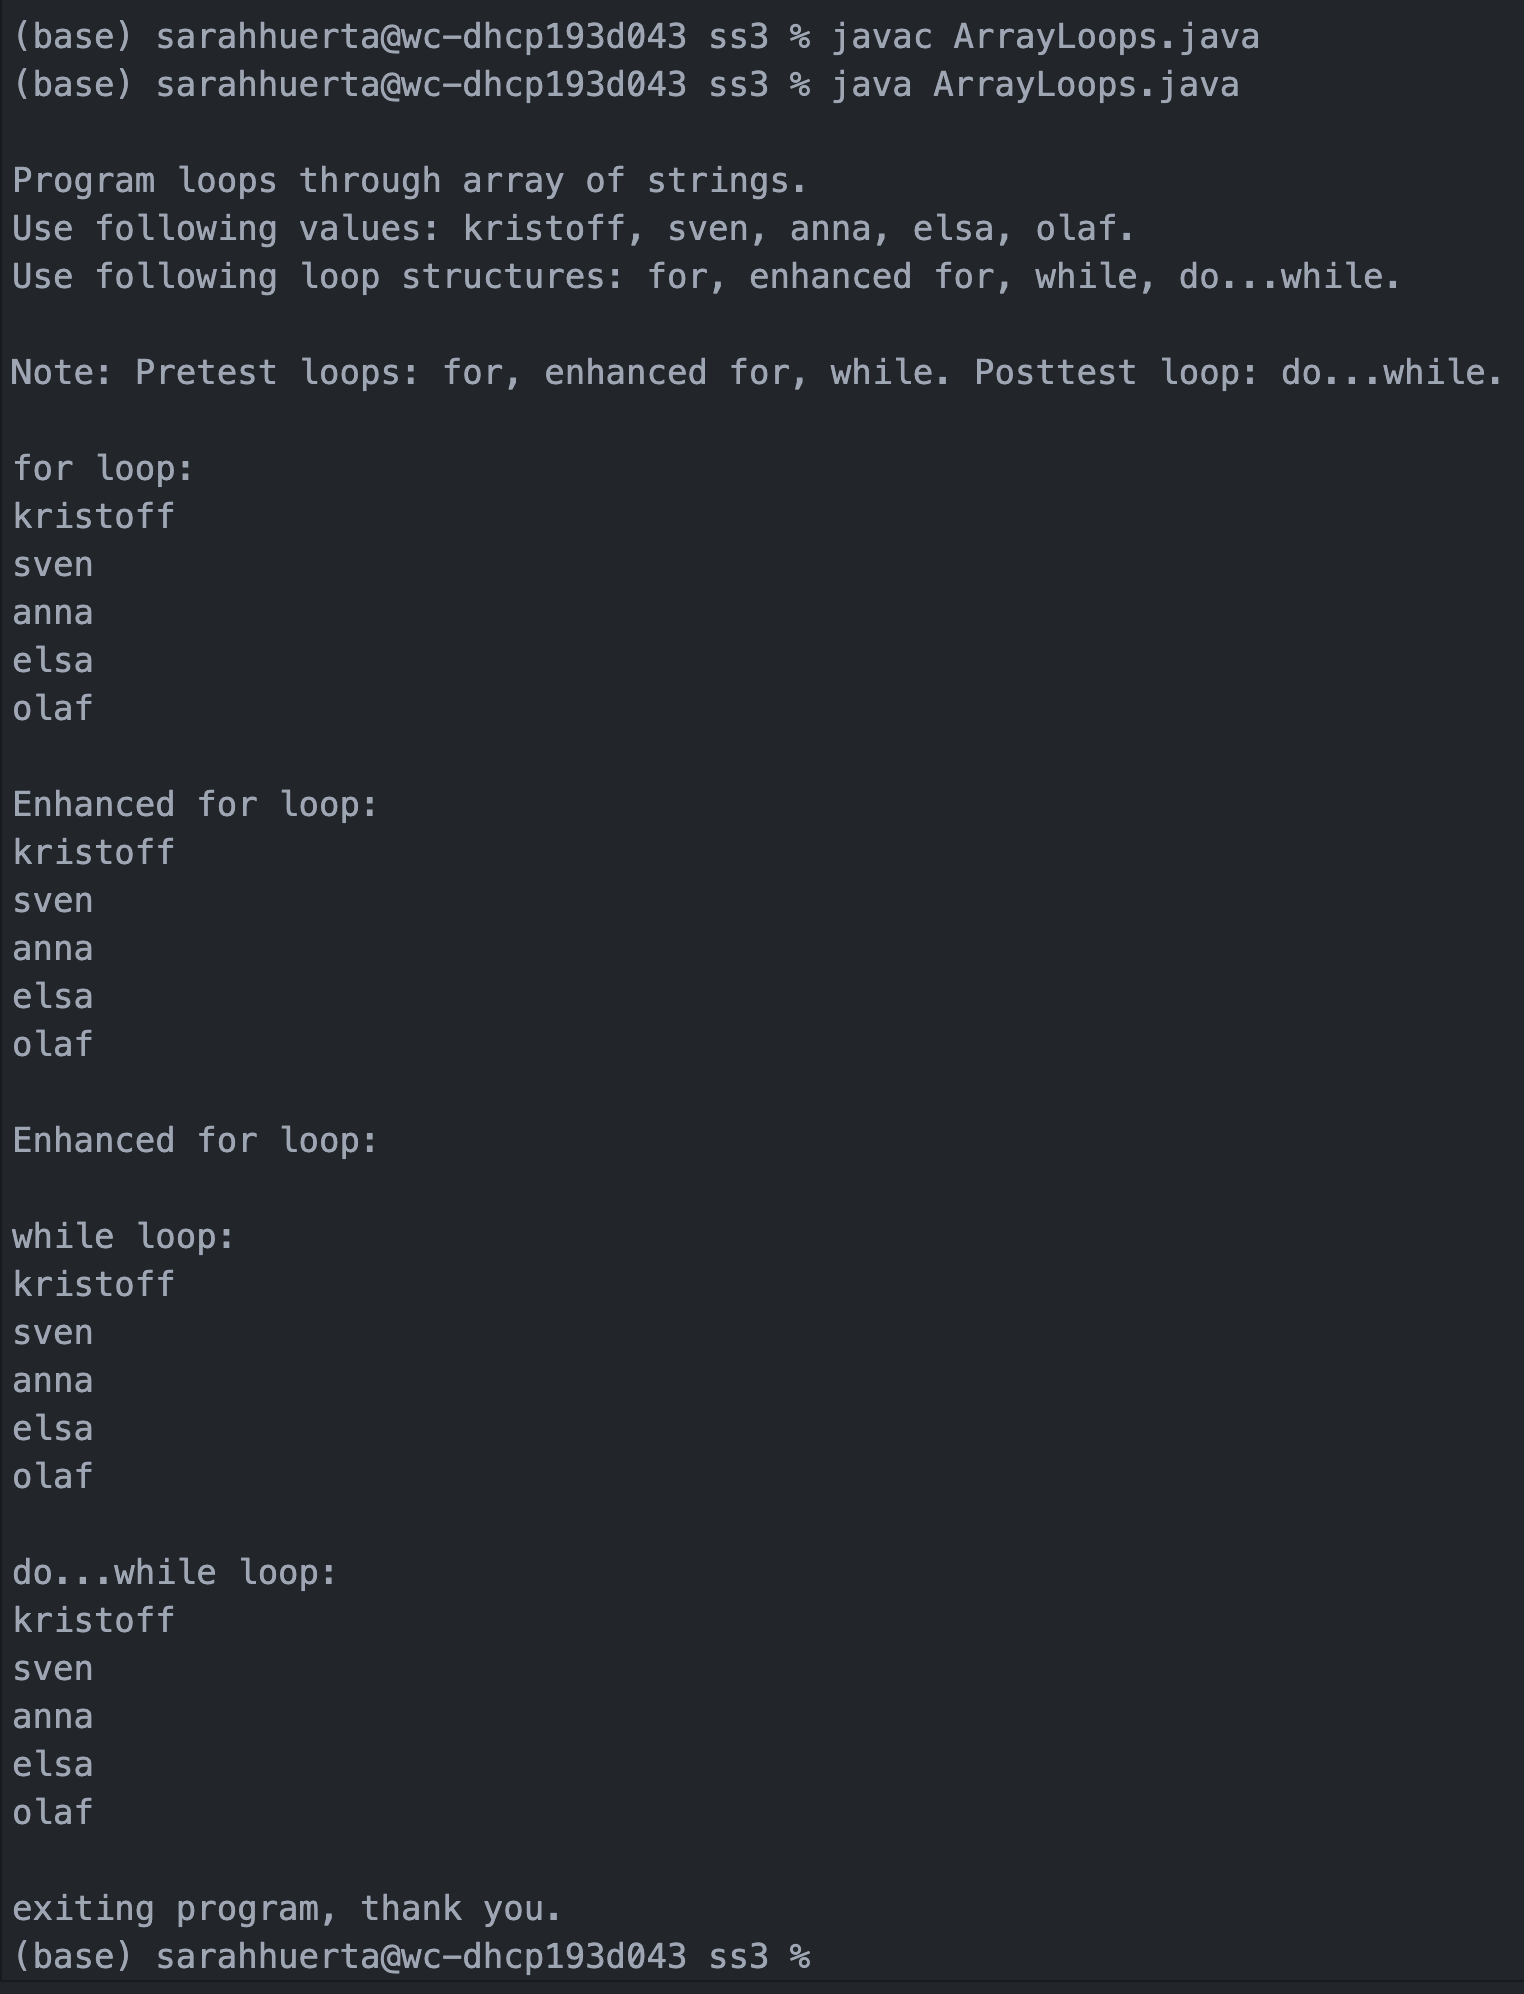 (base) sarahhuerta@wc-dhcp193d043 ss3 % javac ArrayLoops.java
(base) sarahhuerta@wc-dhcp193d043 ss3 % java ArrayLoops.java
Program loops through array of strings.
Use following values: kristoff, sven, anna, elsa, olaf.
Use following loop structures: for, enhanced for, while, do...while.
Note: Pretest loops: for, enhanced for, while. Posttest loop: do...while.
for loop:
kristoff
sven
anna
elsa
olaf
Enhanced for loop:
kristoff
sven
anna
elsa
olaf
Enhanced for loop:
while loop:
kristoff
sven
anna
elsa
olaf
do...while loop:
kristoff
sven
anna
elsa
olaf
exiting program, thank you.
(base) sarahhuerta@wc-dhcp193d043 ss3 %